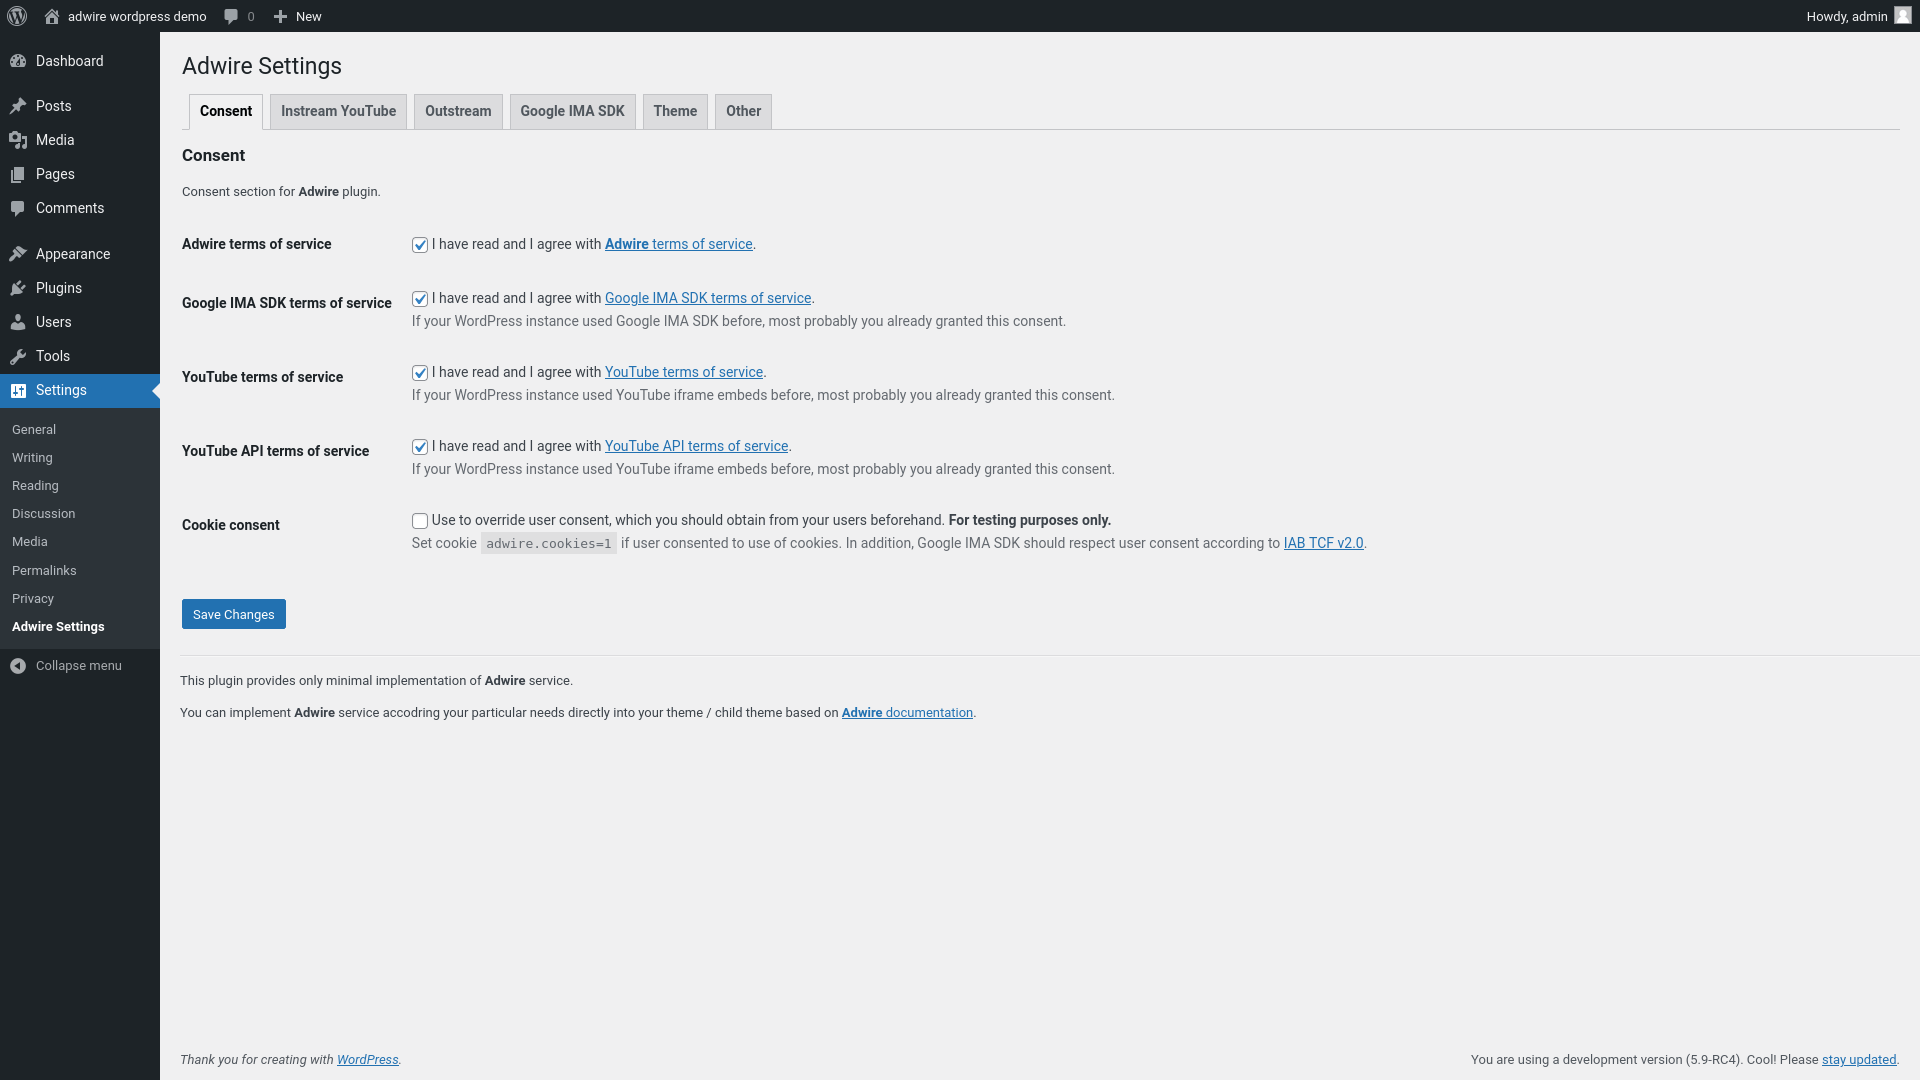 adwire wordpress demo 0 New Howdy, admin
Dashboard
Posts
Media
Pages
Comments
Appearance
Plugins
Users
Tools
Settings
General
Writing
Reading
Discussion
Media
Permalinks
Privacy
Adwire Settings
Collapse menu
Adwire Settings
Consent Instream YouTube Outstream Google IMA SDK Theme Other
Consent
Consent section for Adwire plugin.
Adwire terms of service I have read and I agree with Adwire terms of service.
Google IMA SDK terms of service I have read and I agree with Google IMA SDK terms of service.
If your WordPress instance used Google IMA SDK before, most probably you already granted this consent.
YouTube terms of service I have read and I agree with YouTube terms of service.
If your WordPress instance used YouTube iframe embeds before, most probably you already granted this consent.
YouTube API terms of service I have read and I agree with YouTube API terms of service.
If your WordPress instance used YouTube iframe embeds before, most probably you already granted this consent.
Cookie consent Use to override user consent, which you should obtain from your users beforehand. For testing purposes only.
Set cookie adwire.cookies=1 if user consented to use of cookies. In addition, Google IMA SDK should respect user consent according to IAB TCF v2.0.
Save Changes
This plugin provides only minimal implementation of Adwire service.
You can implement Adwire service accodring your particular needs directly into your theme / child theme based on Adwire documentation.
Thank you for creating with WordPress. You are using a development version (5.9-RC4). Cool! Please stay updated.